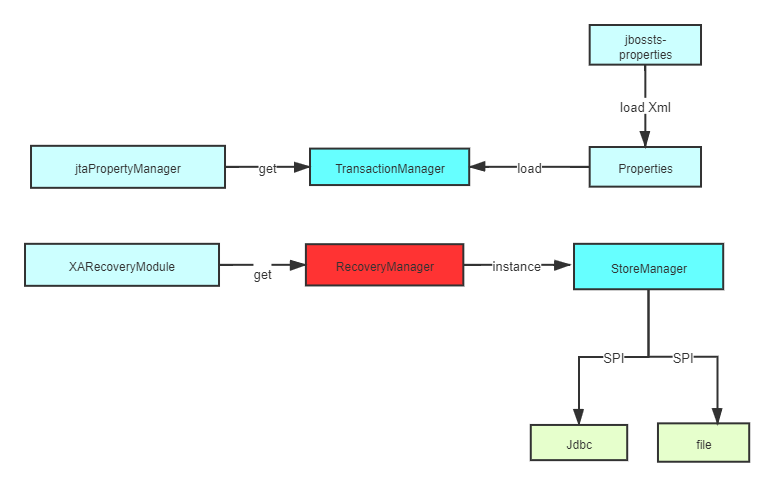 jbossts-
properties
load Xml
jtaPropertyManager
get
TransactionManager
load
Properties
XARecoveryModule
get
RecoveryManager
instance
StoreManager
SPI
SPI
Jdbc
file